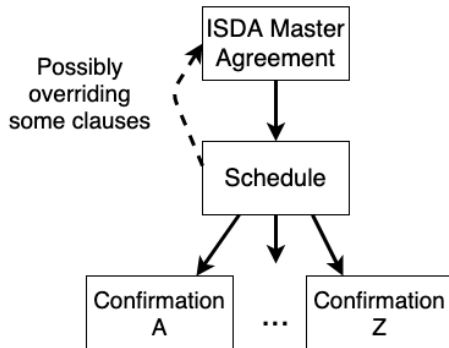 ISDA Master
Agreement
Possibly
overriding
some clauses
Schedule
Confirmation
A
...
Confirmation
Z